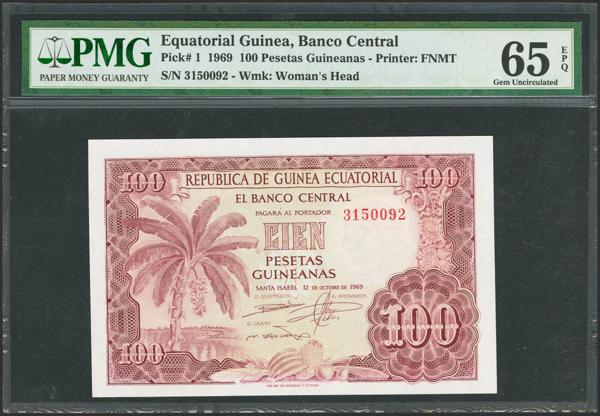 PMG
PAPER MONEY GUARANTY
Equatorial Guinea, Banco Central
Pick# 1 1969 100 Pesetas Guineanas - Printer: FNMT
S/N 3150092 - Wmk: Woman's Head
65
EPQ
Gem Uncirculated
100
100
REPUBLICA DE GUINEA ECUATORIAL
EL BANCO CENTRAL
PAGARA AL PORTADOR
3150092
CIEN
PESETAS
GUINEANAS
SANTA ISABEL 12 DE OCTUBRE DE 1969
EL GOBERNADOR
EL INTERVENTOR
EL CAJERO
100
100